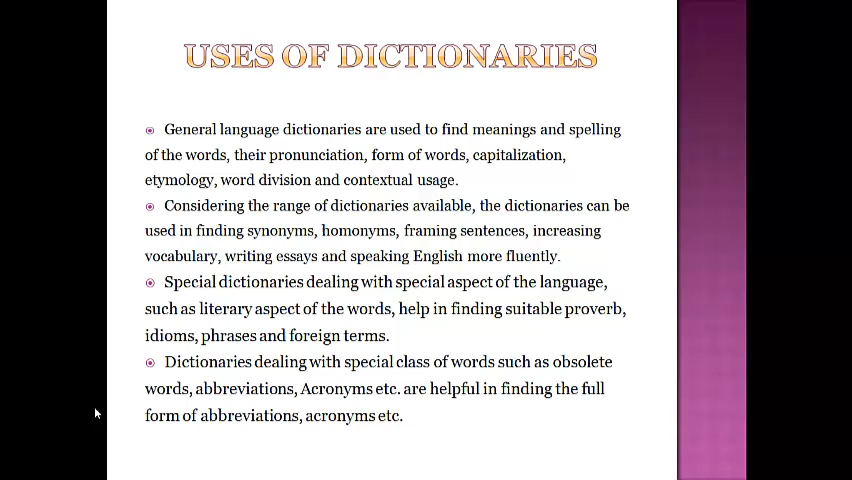 USES OF DICTIONARIES
General language dictionaries are used to find meanings and spelling
of the words, their pronunciation, form of words, capitalization,
etymology, word division and contextual usage.
Considering the range of dictionaries available, the dictionaries can be
used in finding synonyms, homonyms, framing sentences, increasing
vocabulary, writing essays and speaking English more fluently.
Special dictionaries dealing with special aspect of the language,
such as literary aspect of the words, help in finding suitable proverb,
idioms, phrases and foreign terms.
Dictionaries dealing with special class of words such as obsolete
words, abbreviations, Acronyms etc. are helpful in finding the full
form of abbreviations, acronyms etc.